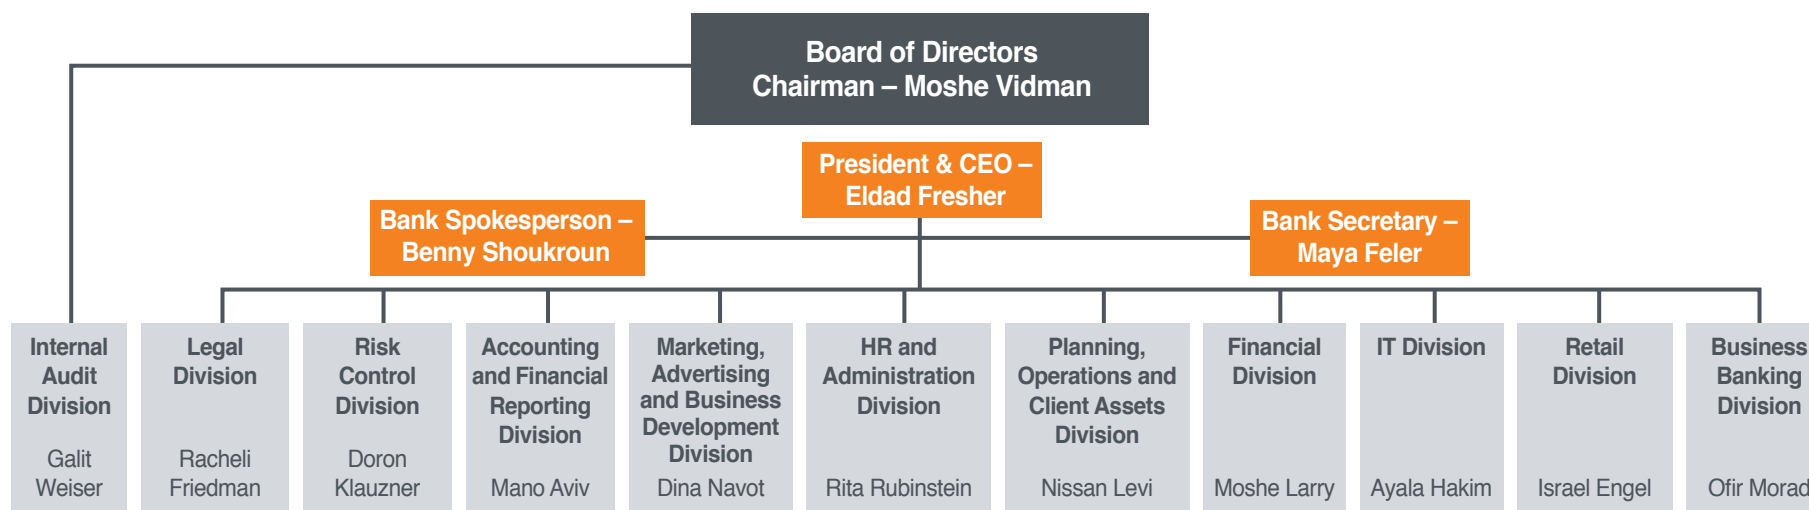 Board of Directors
Chairman – Moshe Vidman
President & CEO –
Eldad Fresher
Bank Spokesperson –
Benny Shoukroun
Bank Secretary –
Maya Feler
Internal
Audit
Division
Galit
Weiser
Legal
Division
Racheli
Friedman
Risk
Control
Division
Doron
Klauzner
Accounting
and Financial
Reporting
Division
Mano Aviv
Marketing,
Advertising
and Business
Development
Division
Dina Navot
HR and
Administration
Division
Rita Rubinstein
Planning,
Operations and
Client Assets
Division
Nissan Levi
Financial
Division
Moshe Larry
IT Division
Ayala Hakim
Retail
Division
Israel Engel
Business
Banking
Division
Ofir Morad